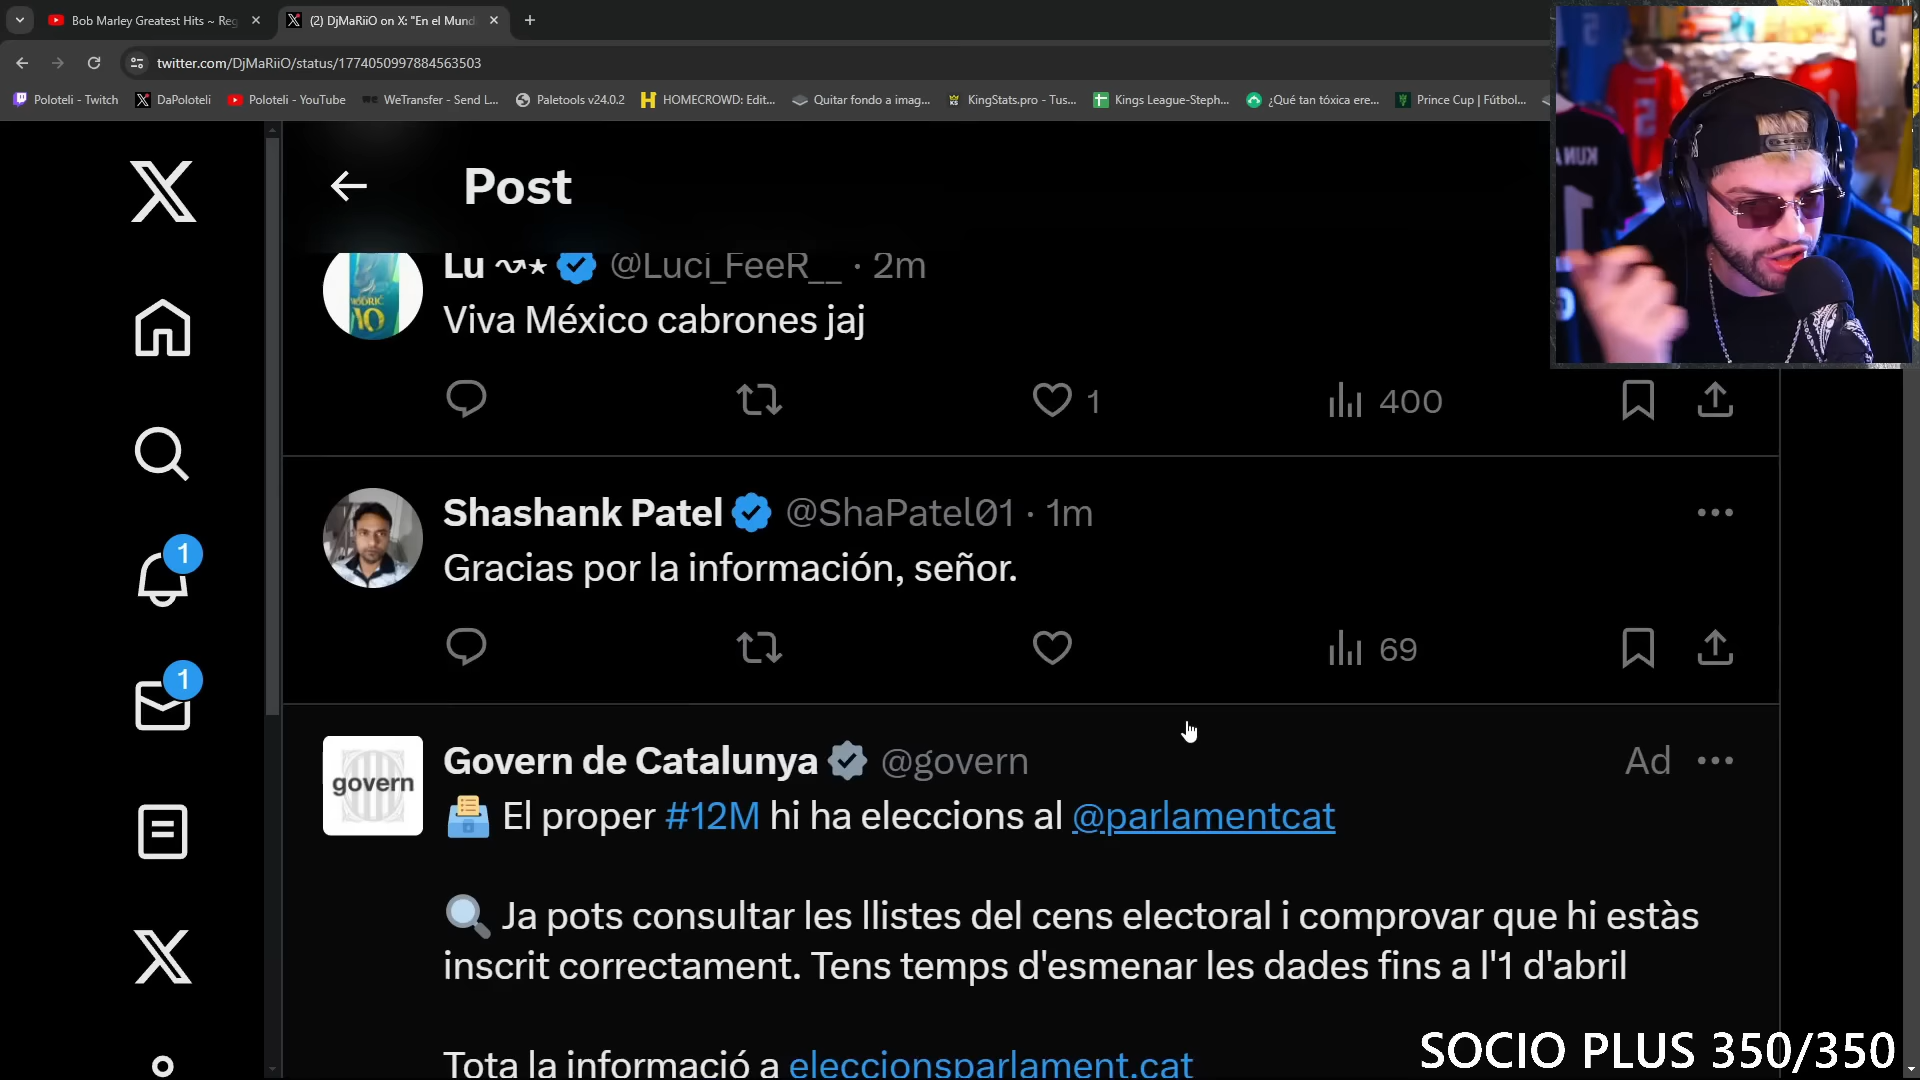 Bob Marley Greatest Hits ~ Reg
(2) DjMaRiiO on X: "En el Mund
twitter.com/DjMaRiiO/status/1774050997884563503
Poloteli - Twitch
DaPoloteli
Poloteli - YouTube
WeTransfer - Send L...
Paletools v24.0.2
HOMECROWD: Edit...
Quitar fondo a imag...
KingStats.pro - Tus...
Kings League-Steph...
¿Qué tan tóxica ere...
Prince Cup | Fútbol...
Post
Lu @Luci_FeeR__ · 2m
Viva México cabrones jaj
1 400
Shashank Patel @ShaPatel01 · 1m
Gracias por la información, señor.
69
1
1
govern
Govern de Catalunya @govern Ad
El proper #12M hi ha eleccions al @parlamentcat
Ja pots consultar les llistes del cens electoral i comprovar que hi estàs
inscrit correctament. Tens temps d'esmenar les dades fins a l'1 d'abril
Tota la informació a eleccionsparlament.cat
SOCIO PLUS 350/350